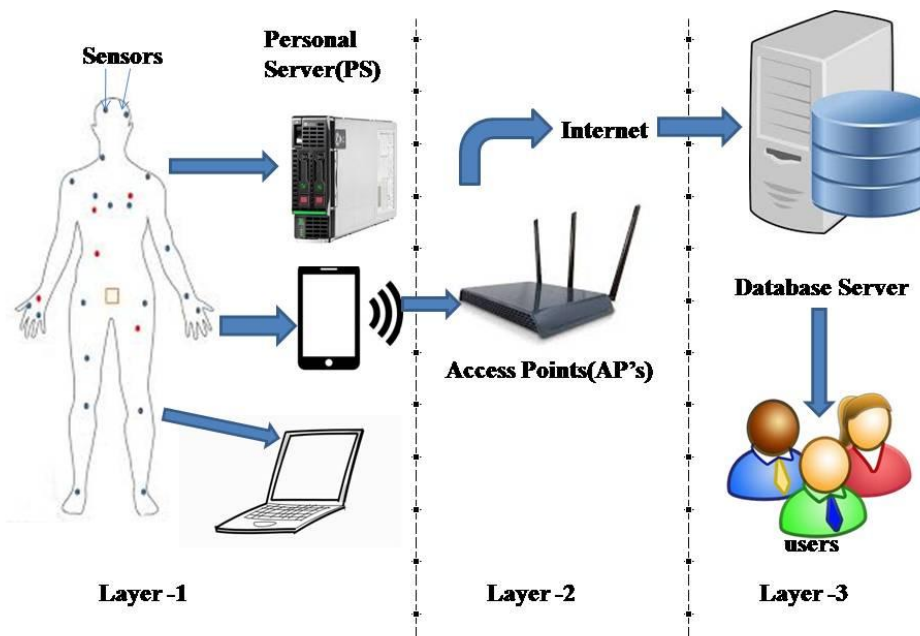 Sensors
Personal
Server(PS)
Internet
Access Points(AP's)
Database Server
users
Layer -1
Layer -2
Layer -3